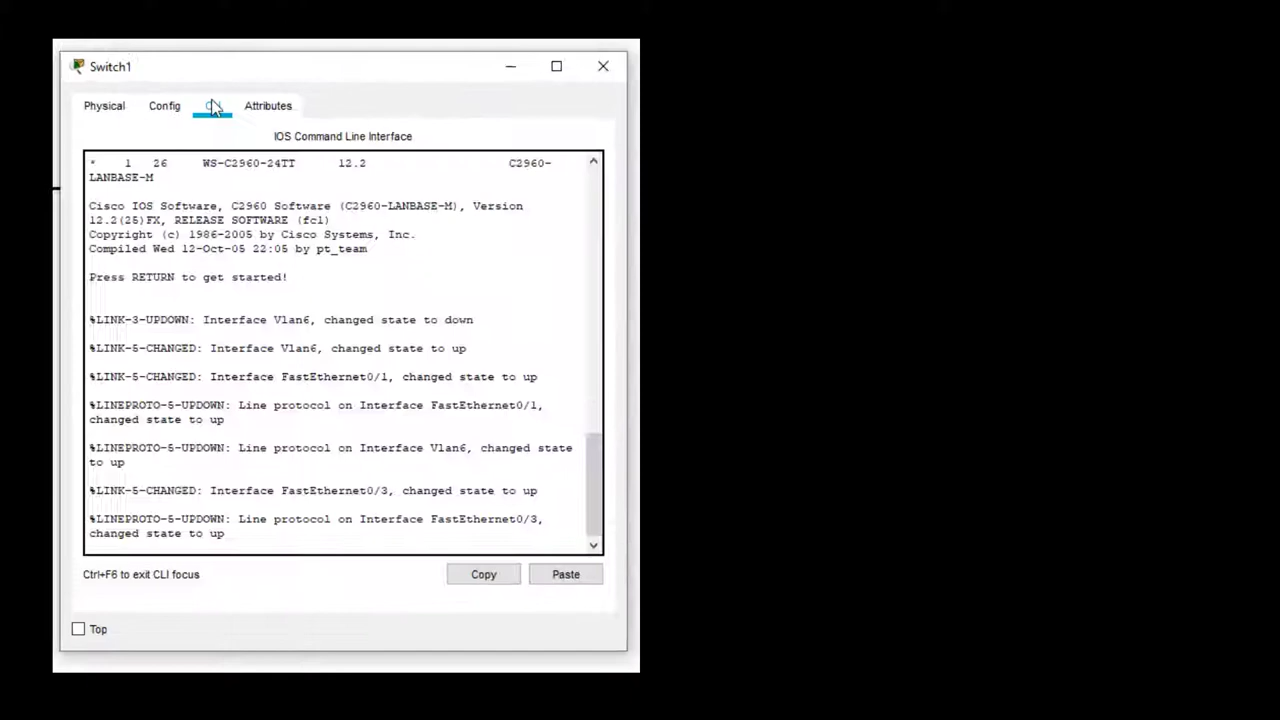 Switch1
Physical Config Attributes
IOS Command Line Interface
* 1 26 WS-C2960-24TT 12.2 C2960-
LANBASE-M
Cisco IOS Software, C2960 Software (C2960-LANBASE-M), Version
12.2(25)FX, RELEASE SOFTWARE (fc1)
Copyright (c) 1986-2005 by Cisco Systems, Inc.
Compiled Wed 12-Oct-05 22:05 by pt_team
Press RETURN to get started!
%LINK-3-UPDOWN: Interface Vlan6, changed state to down
%LINK-5-CHANGED: Interface Vlan6, changed state to up
%LINK-5-CHANGED: Interface FastEthernet0/1, changed state to up
%LINEPROTO-5-UPDOWN: Line protocol on Interface FastEthernet0/1,
changed state to up
%LINEPROTO-5-UPDOWN: Line protocol on Interface Vlan6, changed state
to up
%LINK-5-CHANGED: Interface FastEthernet0/3, changed state to up
%LINEPROTO-5-UPDOWN: Line protocol on Interface FastEthernet0/3,
changed state to up
Ctrl+F6 to exit CLI focus Copy Paste
Top